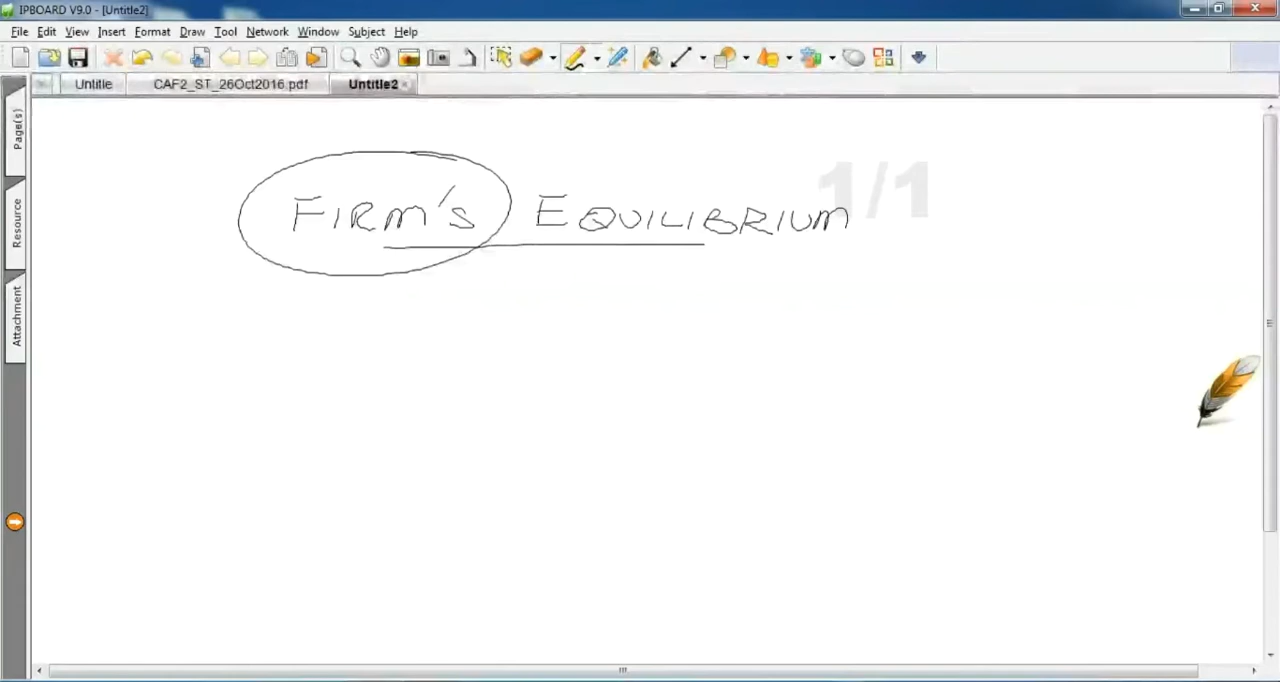 IPBOARD V9.0 - [Untitle2]
File Edit View Insert Format Draw Tool Network Window Subject Help
Untitle CAF2_ST_26Oct2016.pdf Untitle2
Page(s)
Resource
Attachment
1/1
FIRM'S EQUILIBRIUM